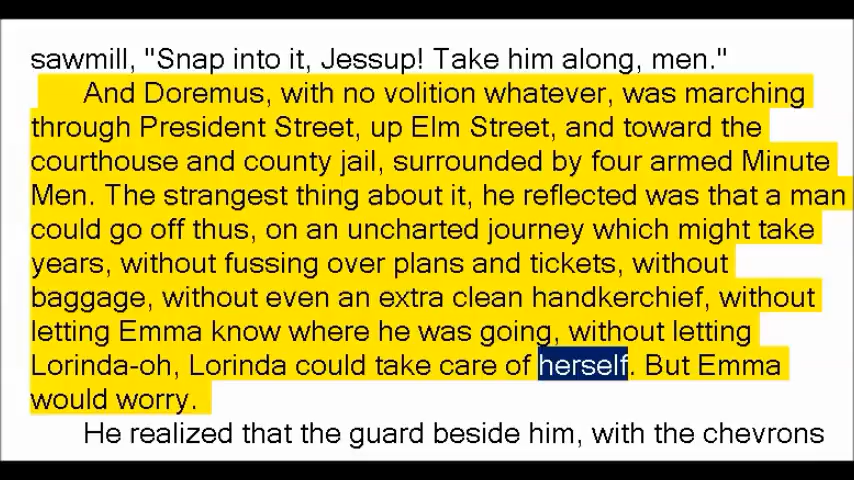 sawmill, "Snap into it, Jessup! Take him along, men."
And Doremus, with no volition whatever, was marching
through President Street, up Elm Street, and toward the
courthouse and county jail, surrounded by four armed Minute
Men. The strangest thing about it, he reflected was that a man
could go off thus, on an uncharted journey which might take
years, without fussing over plans and tickets, without
baggage, without even an extra clean handkerchief, without
letting Emma know where he was going, without letting
Lorinda-oh, Lorinda could take care of herself. But Emma
would worry.
He realized that the guard beside him, with the chevrons